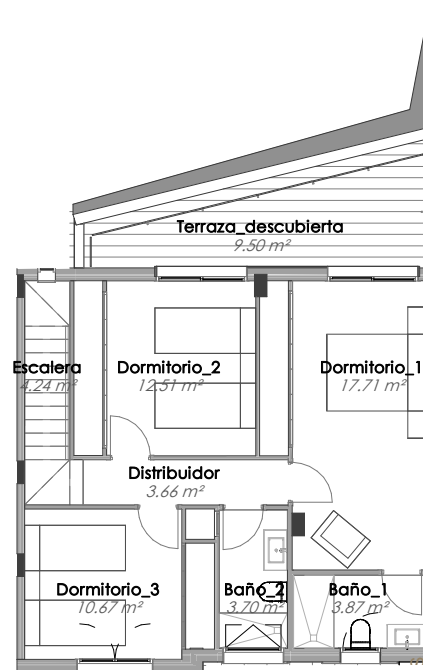 Terraza_descubierta
9.50 m²
Escalera
4.24 m²
Dormitorio_2
12.51 m²
Dormitorio_1
17.71 m²
Distribuidor
3.66 m²
Dormitorio_3
10.67 m²
Baño_2
3.70 m²
Baño_1
3.87 m²